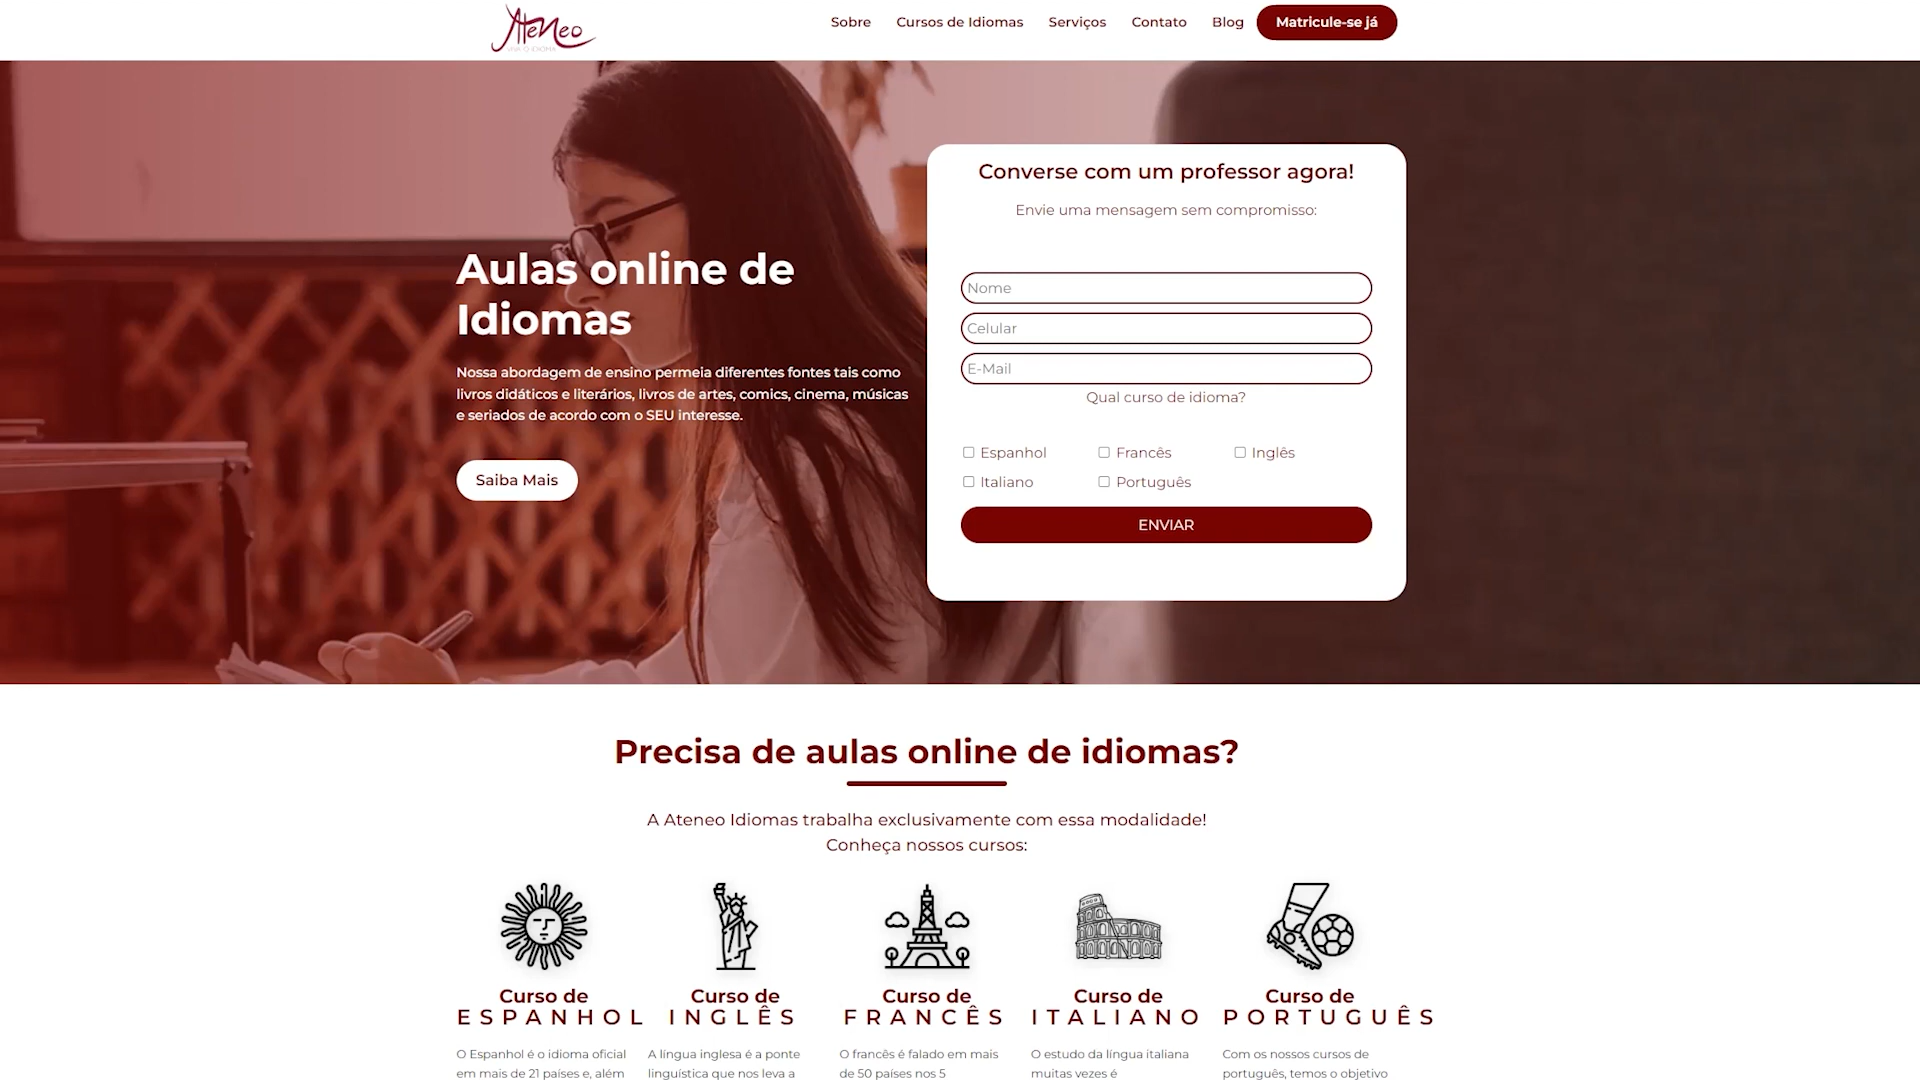 Ateneo
Sobre
Cursos de Idiomas
Serviços
Contato
Blog
Matricule-se já
Aulas online de
Idiomas
Nossa abordagem de ensino permeia diferentes fontes tais como
livros didáticos e literários, livros de artes, comics, cinema, músicas
e seriados de acordo com o SEU interesse.
Saiba Mais
Converse com um professor agora!
Envie uma mensagem sem compromisso:
Nome
Celular
E-Mail
Qual curso de idioma?
Espanhol
Francês
Inglês
Italiano
Português
ENVIAR
Precisa de aulas online de idiomas?
A Ateneo Idiomas trabalha exclusivamente com essa modalidade!
Conheça nossos cursos:
Curso de
ESPANHOL
O Espanhol é o idioma oficial
em mais de 21 países e, além
Curso de
INGLÊS
A língua inglesa é a ponte
linguística que nos leva a
Curso de
FRANCÊS
O francês é falado em mais
de 50 países nos 5
Curso de
ITALIANO
O estudo da língua italiana
muitas vezes é
Curso de
PORTUGUÊS
Com os nossos cursos de
português, temos o objetivo